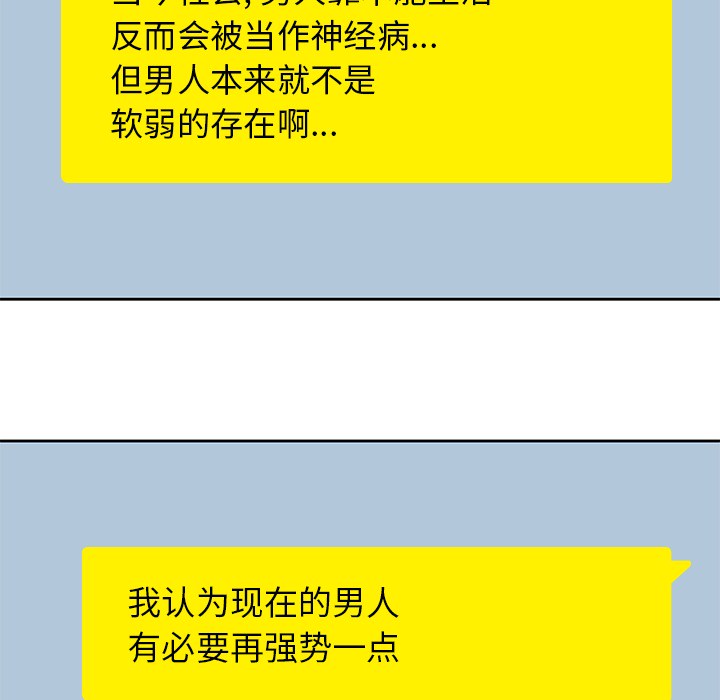 反而会被当作神经病...
但男人本来就不是
软弱的存在啊...
我认为现在的男人
有必要再强势一点